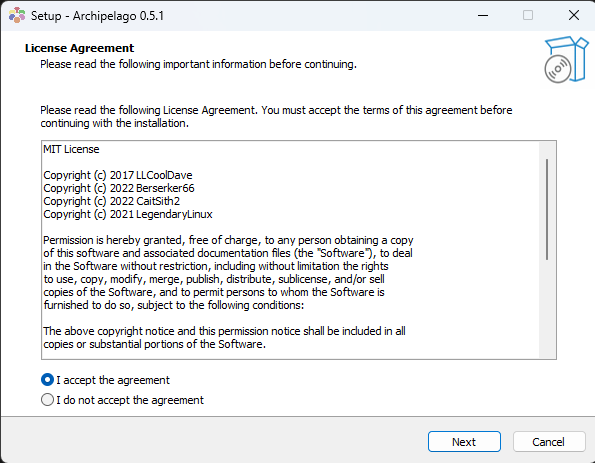 Setup - Archipelago 0.5.1
License Agreement
Please read the following important information before continuing.
Please read the following License Agreement. You must accept the terms of this agreement before
continuing with the installation.
MIT License
Copyright (c) 2017 LLCoolDave
Copyright (c) 2022 Berserker66
Copyright (c) 2022 CaitSith2
Copyright (c) 2021 LegendaryLinux
Permission is hereby granted, free of charge, to any person obtaining a copy
of this software and associated documentation files (the "Software"), to deal
in the Software without restriction, including without limitation the rights
to use, copy, modify, merge, publish, distribute, sublicense, and/or sell
copies of the Software, and to permit persons to whom the Software is
furnished to do so, subject to the following conditions:
The above copyright notice and this permission notice shall be included in all
copies or substantial portions of the Software.
I accept the agreement
I do not accept the agreement
Next
Cancel